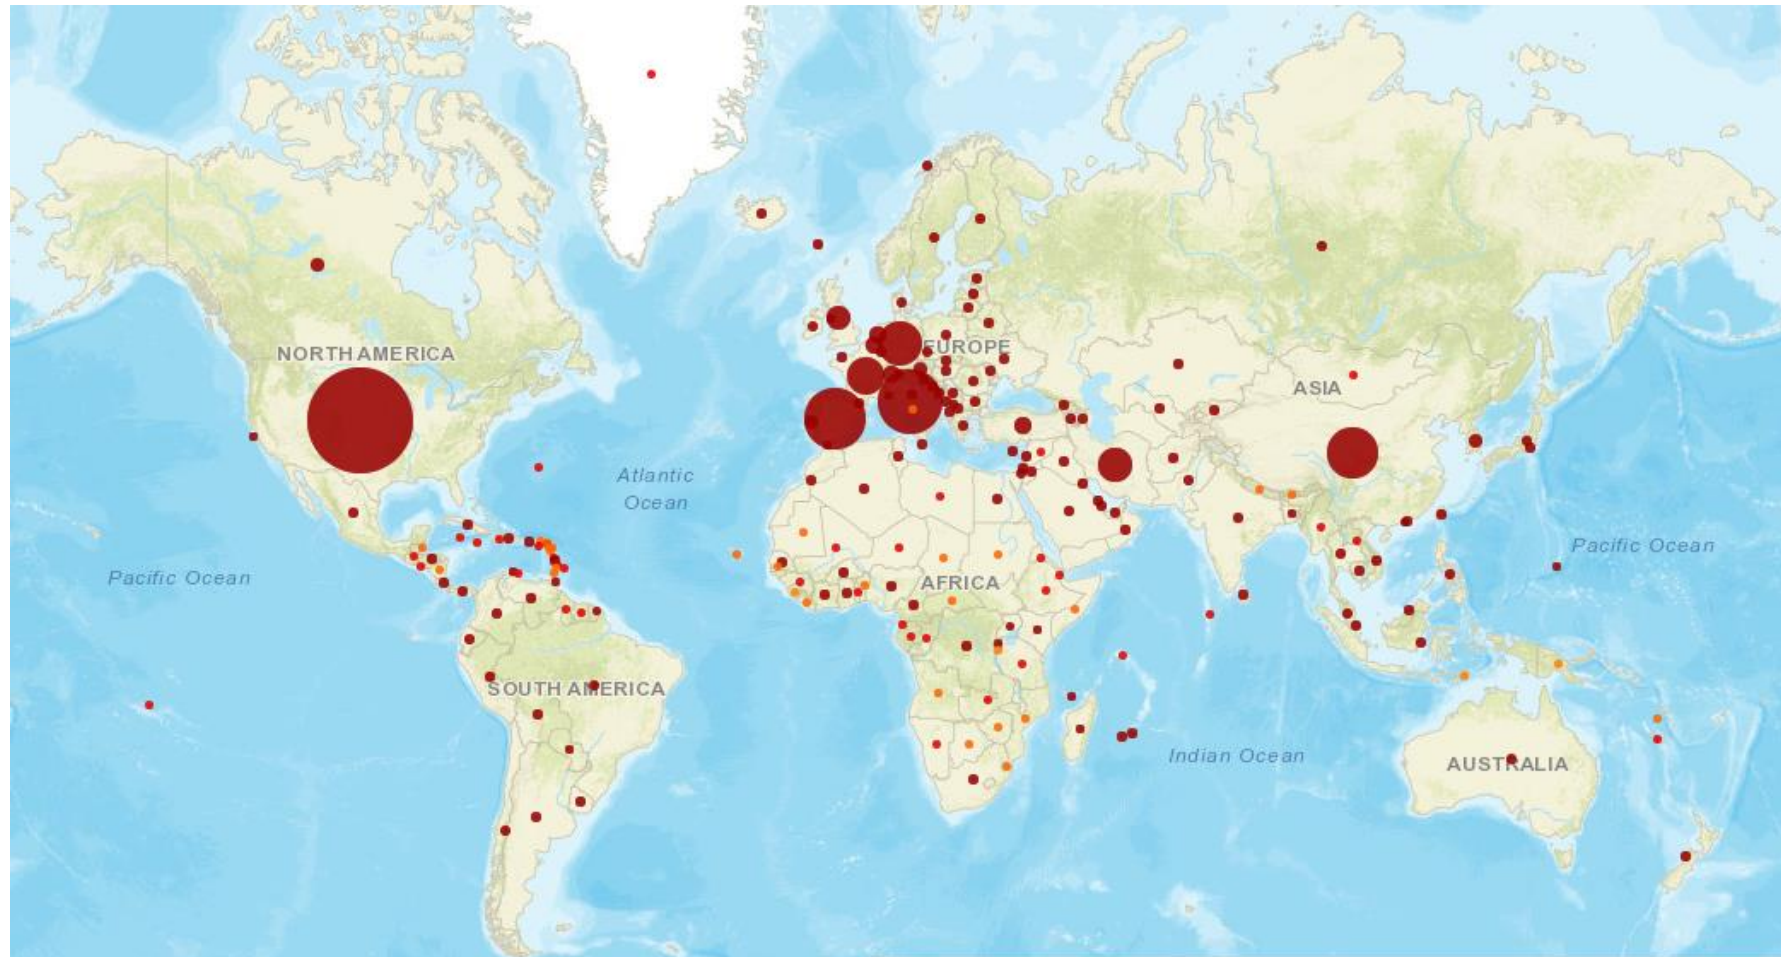 NORTH AMERICA
EUROPE
ASIA
Atlantic
Ocean
Pacific Ocean
Pacific Ocean
AFRICA
SOUTH AMERICA
Indian Ocean
AUSTRALIA